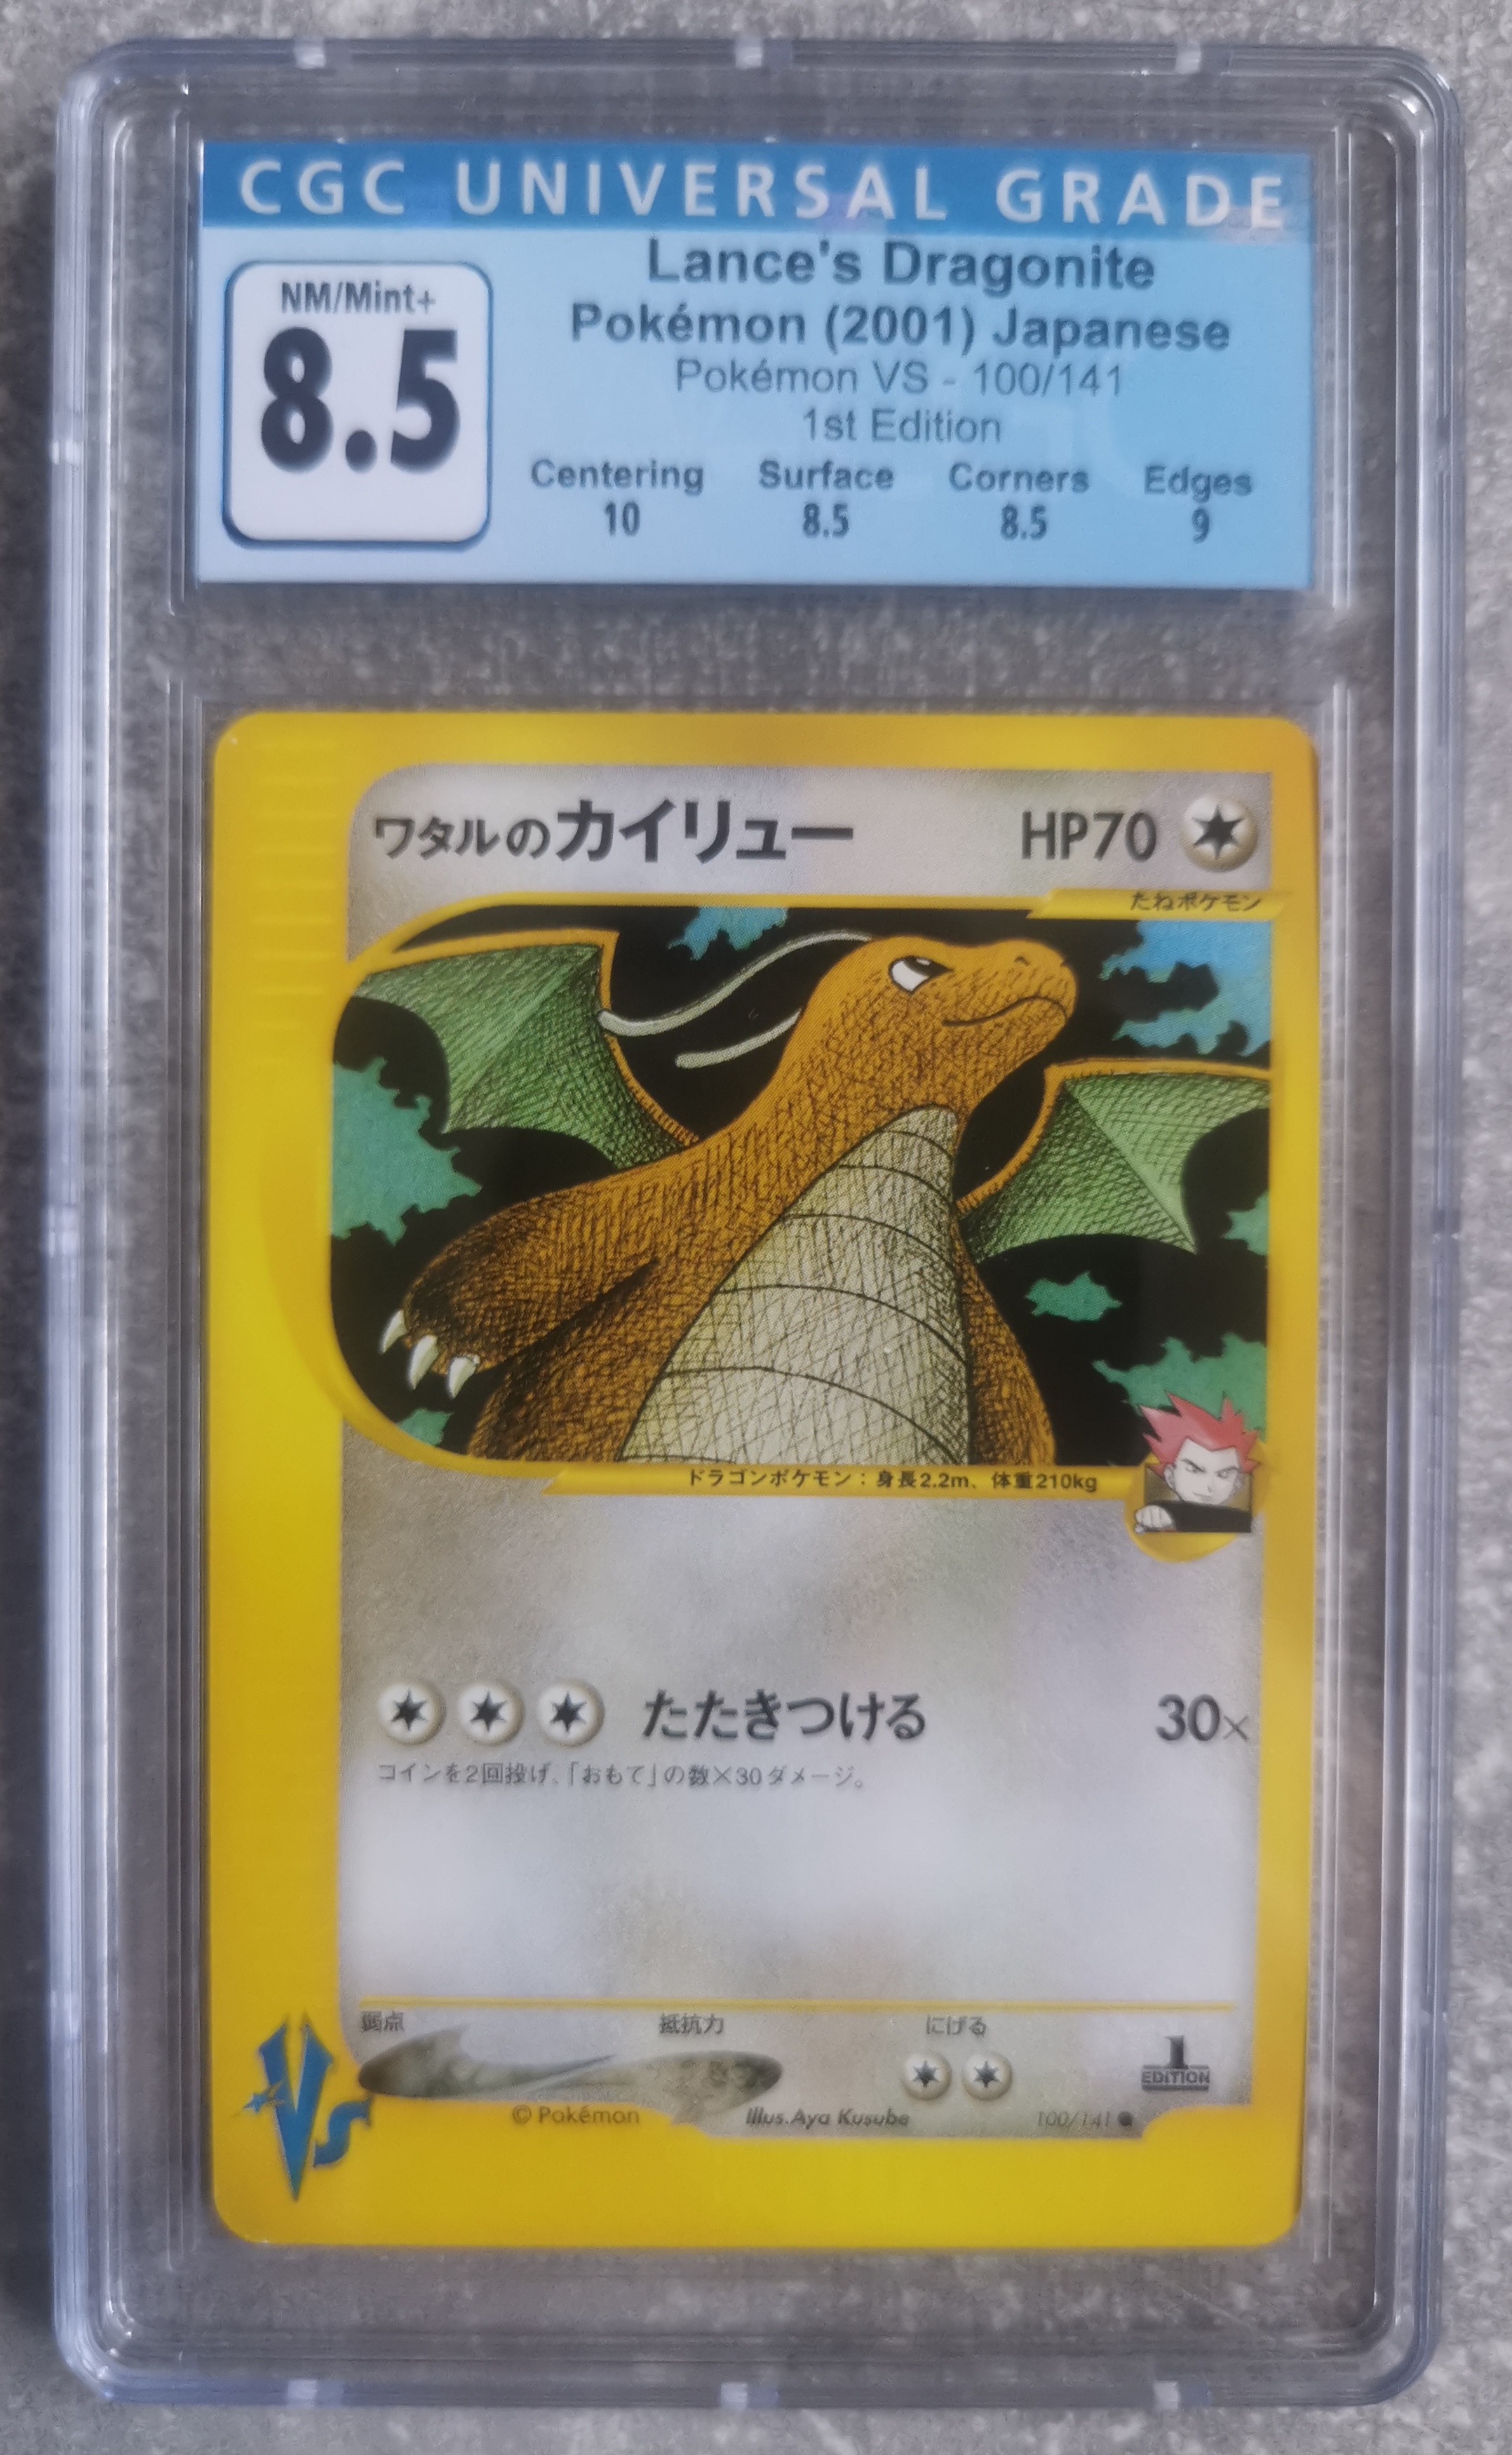 CGC UNIVERSAL GRADE
NM/Mint+
8.5
Lance's Dragonite
Pokémon (2001) Japanese
Pokémon VS - 100/141
1st Edition
Centering Surface Corners Edges
10 8.5 8.5 9
ワタルのカイリュー HP70
たねポケモン
ドラゴンポケモン：身長2.2m、体重210kg
たたきつける 30×
コインを2回投げ、「おもて」の数×30ダメージ。
弱点 抵抗力 にげる
1
EDITION
VS
© Pokémon Illus. Aya Kusube 100/141